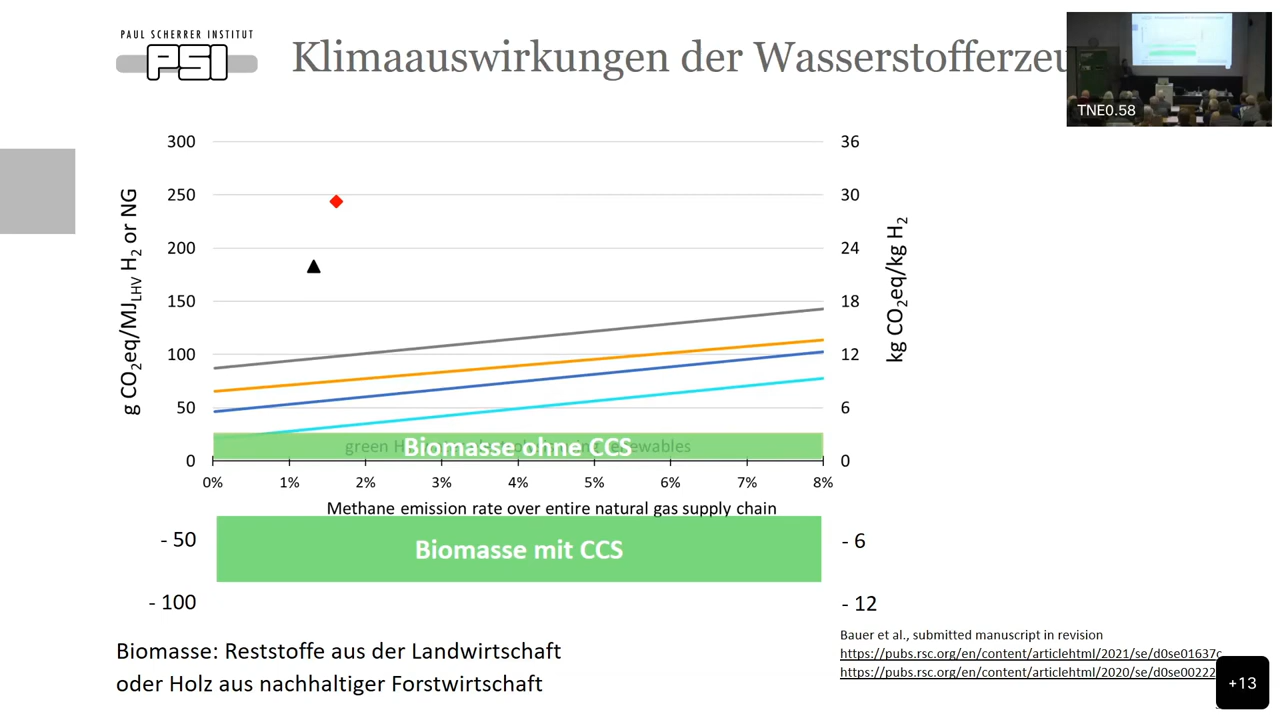 PAUL SCHERRER INSTITUT
PSI
Klimaauswirkungen der Wasserstofferzeu
TNE0.58
g CO2eq/MJLHV H2 or NG
300
250
200
150
100
50
0
- 50
- 100
36
30
24
18
12
6
0
- 6
- 12
kg CO2eq/kg H2
green H
renewables
Biomasse ohne CCS
0% 1% 2% 3% 4% 5% 6% 7% 8%
Methane emission rate over entire natural gas supply chain
Biomasse mit CCS
Biomasse: Reststoffe aus der Landwirtschaft
oder Holz aus nachhaltiger Forstwirtschaft
Bauer et al., submitted manuscript in revision
https://pubs.rsc.org/en/content/articlehtml/2021/se/d0se01637c
https://pubs.rsc.org/en/content/articlehtml/2020/se/d0se00222
+13